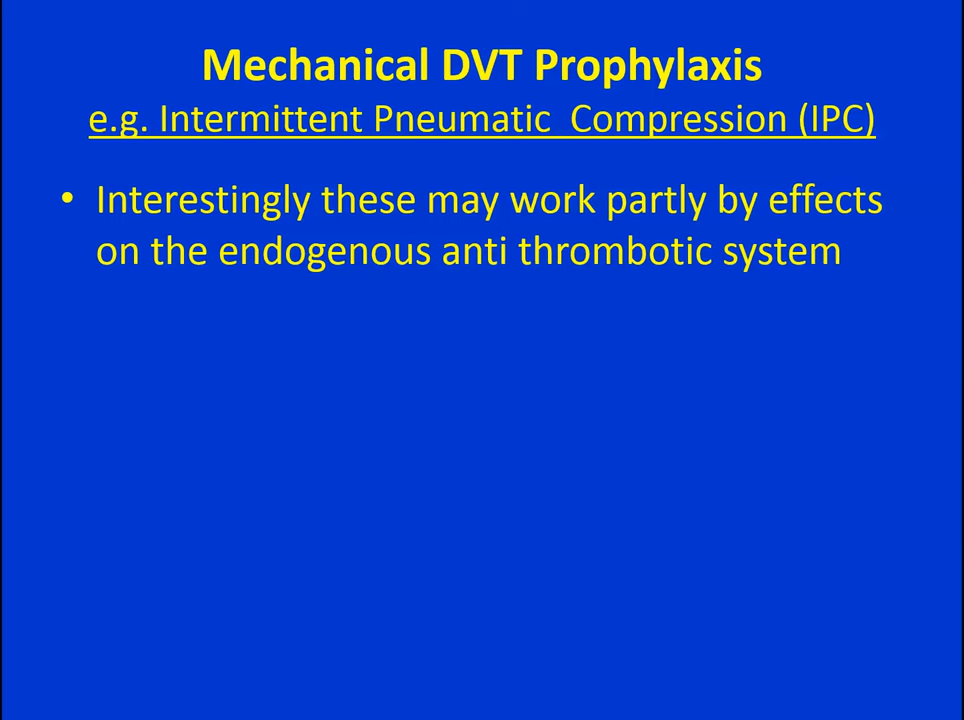 Mechanical DVT Prophylaxis
e.g. Intermittent Pneumatic Compression (IPC)
• Interestingly these may work partly by effects
on the endogenous anti thrombotic system